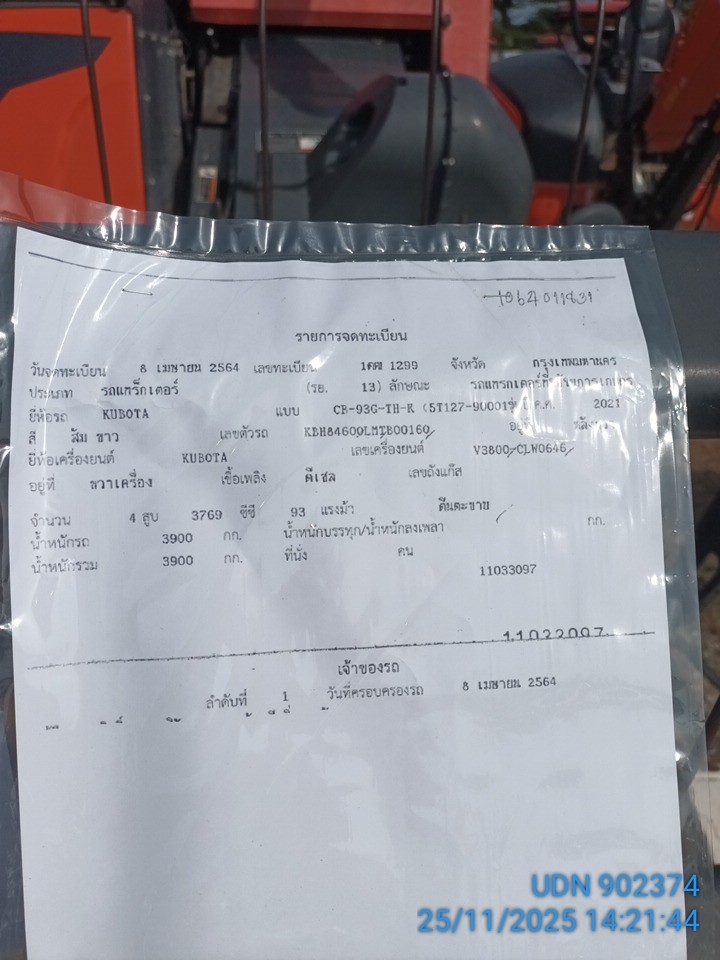 1064011831
รายการจดทะเบียน
วันจดทะเบียน 8 เมษายน 2564 เลขทะเบียน 1299 จังหวัด กรุงเทพมหานคร
ประเภท รถแทร็กเตอร์ (รย. 13) ลักษณะ
ยี่ห้อรถ KUBOTA แบบ CB-93G-TH-K ค.ศ. 2021
สี ส้ม ขาว เลขตัวรถ KBH84600LMTB00160 อยู่ที่
ยี่ห้อเครื่องยนต์ KUBOTA เลขเครื่องยนต์ V3800-CLW0646
อยู่ที่ ขวาเครื่อง เชื้อเพลิง ดีเซล เลขถังแก๊ส
จำนวน 4 สูบ 3769 ซีซี 93 แรงม้า ตีนตะขาบ
น้ำหนักรถ 3900 กก. น้ำหนักบรรทุก/น้ำหนักลงเพลา กก.
น้ำหนักรวม 3900 กก. ที่นั่ง คน
11033097
11033097
เจ้าของรถ
ลำดับที่ 1 วันที่ครอบครองรถ 8 เมษายน 2564
UDN 902374
25/11/2025 14:21:44